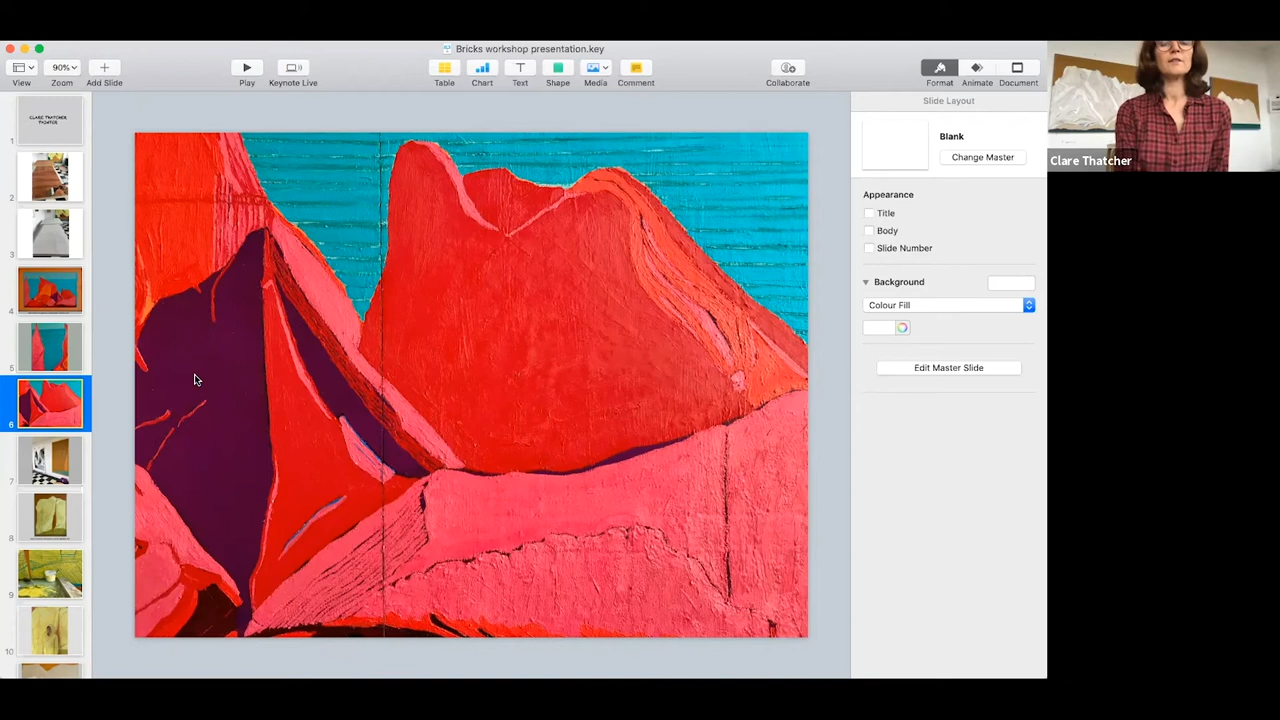 Bricks workshop presentation.key
View
90%
Zoom
Add Slide
Play
Keynote Live
Table
Chart
Text
Shape
Media
Comment
Collaborate
Format
Animate
Document
Slide Layout
Blank
Change Master
Appearance
Title
Body
Slide Number
Background
Colour Fill
Edit Master Slide
1
CLARE THATCHER
2
3
4
5
6
7
8
9
10
Clare Thatcher